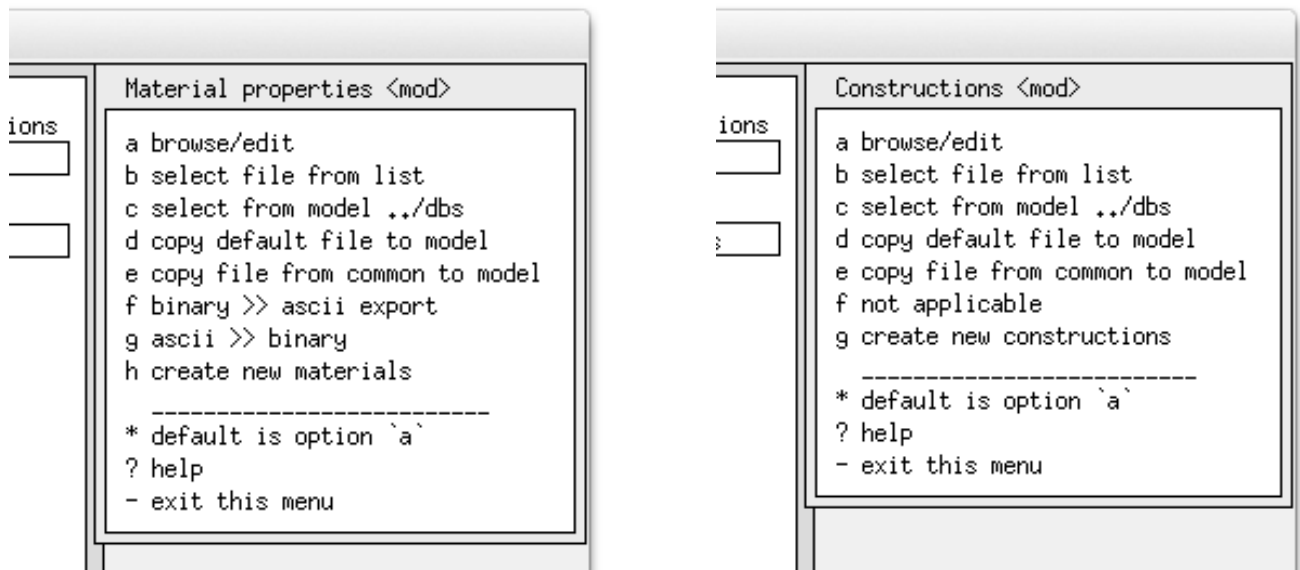 Material properties <mod>
ions
a browse/edit
b select file from list
c select from model ../dbs
d copy default file to model
e copy file from common to model
f binary >> ascii export
g ascii >> binary
h create new materials
__________________________
* default is option `a`
? help
- exit this menu
Constructions <mod>
ions
a browse/edit
b select file from list
c select from model ../dbs
s
d copy default file to model
e copy file from common to model
f not applicable
g create new constructions
__________________________
* default is option `a`
? help
- exit this menu